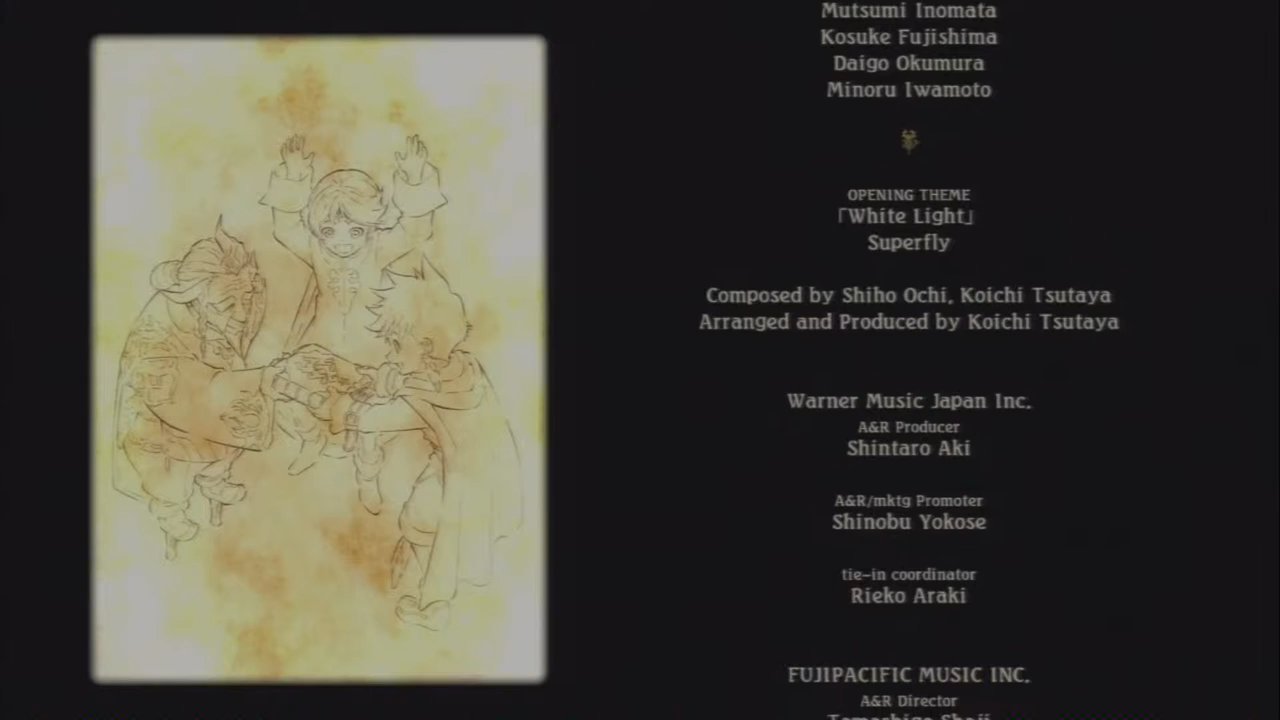 Mutsumi Inomata
Kosuke Fujishima
Daigo Okumura
Minoru Iwamoto
OPENING THEME
「White Light」
Superfly
Composed by Shiho Ochi, Koichi Tsutaya
Arranged and Produced by Koichi Tsutaya
Warner Music Japan Inc.
A&R Producer
Shintaro Aki
A&R/mktg Promoter
Shinobu Yokose
tie-in coordinator
Rieko Araki
FUJIPACIFIC MUSIC INC.
A&R Director